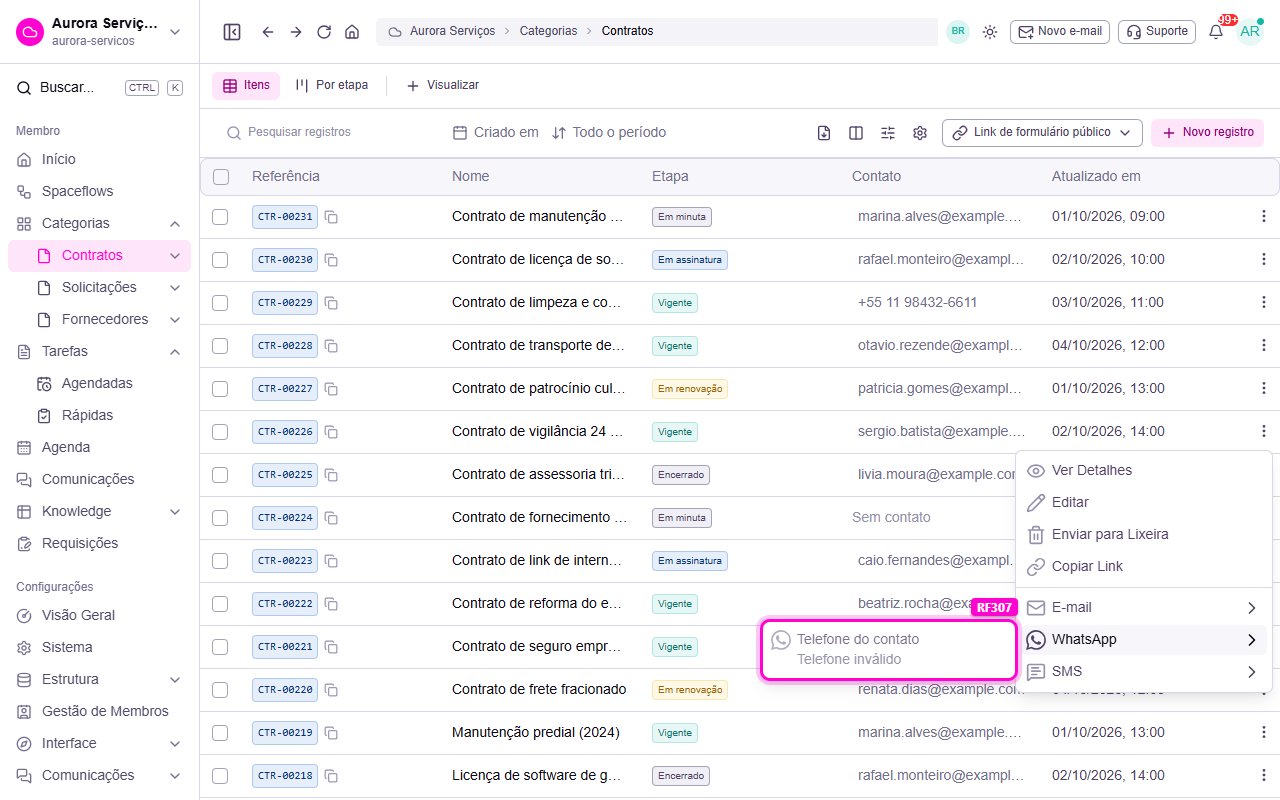 Aurora Serviç...
aurora-servicos
Aurora Serviços > Categorias > Contratos
BR
Novo e-mail
Suporte
99+
AR
Buscar... CTRL K
Membro
Início
Spaceflows
Categorias
Contratos
Solicitações
Fornecedores
Tarefas
Agendadas
Rápidas
Agenda
Comunicações
Knowledge
Requisições
Configurações
Visão Geral
Sistema
Estrutura
Gestão de Membros
Interface
Comunicações
Itens
Por etapa
Visualizar
Pesquisar registros
Criado em
Todo o período
Link de formulário público
Novo registro
Referência Nome Etapa Contato Atualizado em
CTR-00231 Contrato de manutenção ... Em minuta marina.alves@example.... 01/10/2026, 09:00
CTR-00230 Contrato de licença de so... Em assinatura rafael.monteiro@exampl... 02/10/2026, 10:00
CTR-00229 Contrato de limpeza e co... Vigente +55 11 98432-6611 03/10/2026, 11:00
CTR-00228 Contrato de transporte de... Vigente otavio.rezende@exampl... 04/10/2026, 12:00
CTR-00227 Contrato de patrocínio cul... Em renovação patricia.gomes@exampl... 01/10/2026, 13:00
CTR-00226 Contrato de vigilância 24 ... Vigente sergio.batista@example.... 02/10/2026, 14:00
CTR-00225 Contrato de assessoria tri... Encerrado livia.moura@example.con
CTR-00224 Contrato de fornecimento ... Em minuta Sem contato
CTR-00223 Contrato de link de intern... Em assinatura caio.fernandes@exampl.
CTR-00222 Contrato de reforma do e... Vigente beatriz.rocha@exa
CTR-00221 Contrato de seguro empr... Vigente
CTR-00220 Contrato de frete fracionado Em renovação renata.dias@example.con
CTR-00219 Manutenção predial (2024) Vigente marina.alves@example.... 01/10/2026, 13:00
CTR-00218 Licença de software de g... Encerrado rafael.monteiro@exampl... 02/10/2026, 14:00
Ver Detalhes
Editar
Enviar para Lixeira
Copiar Link
E-mail
WhatsApp
SMS
RF307
Telefone do contato
Telefone inválido